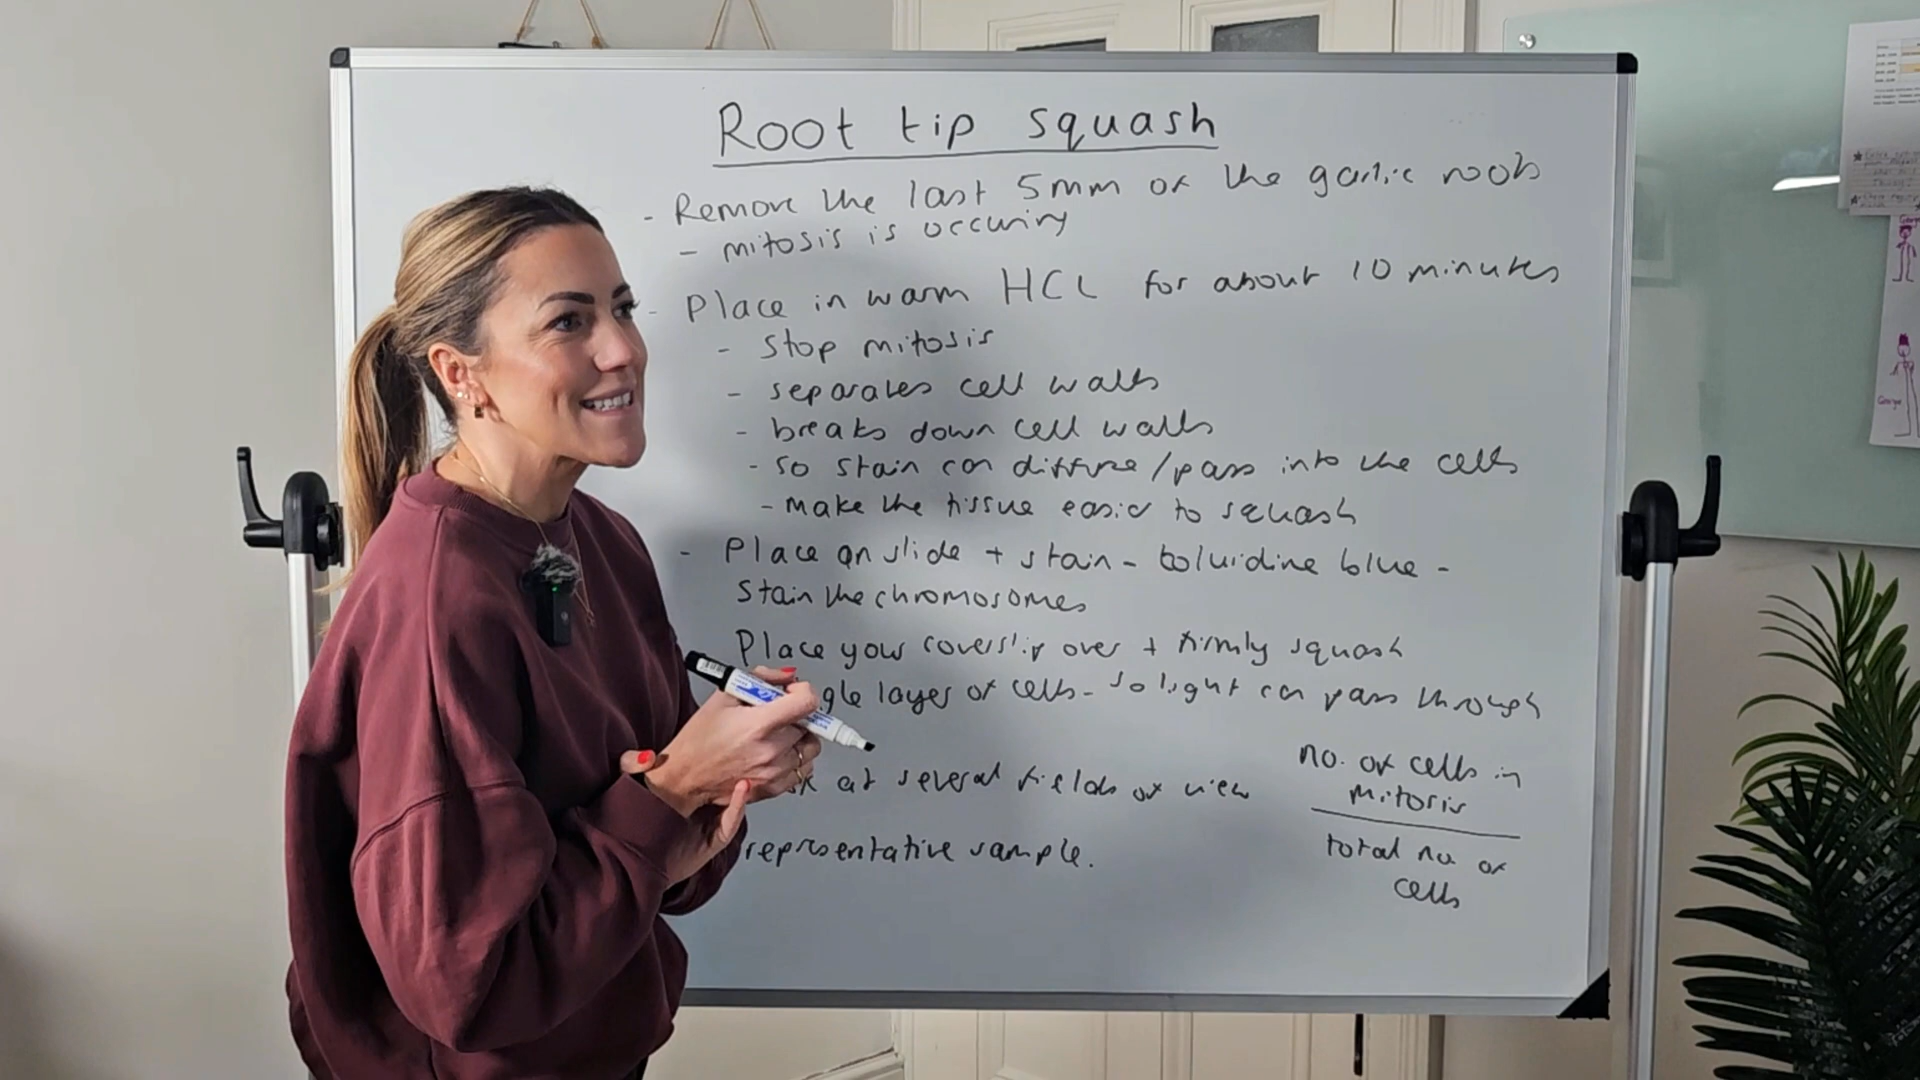 Root tip squash
- Remove the last 5mm of the garlic roots
- mitosis is occuring
- Place in warm HCL for about 10 minutes
- Stop mitosis
- separates cell walls
- breaks down cell walls
- so stain can diffuse/pass into the cells
- make the tissue easier to squash
- Place on slide + stain - toluidine blue -
Stain the chromosomes
Place your coverslip over + firmly squash
layer of cells - so light can pass through
at several fields of view
representative sample.
no. of cells in
mitosis
total no. of
cells